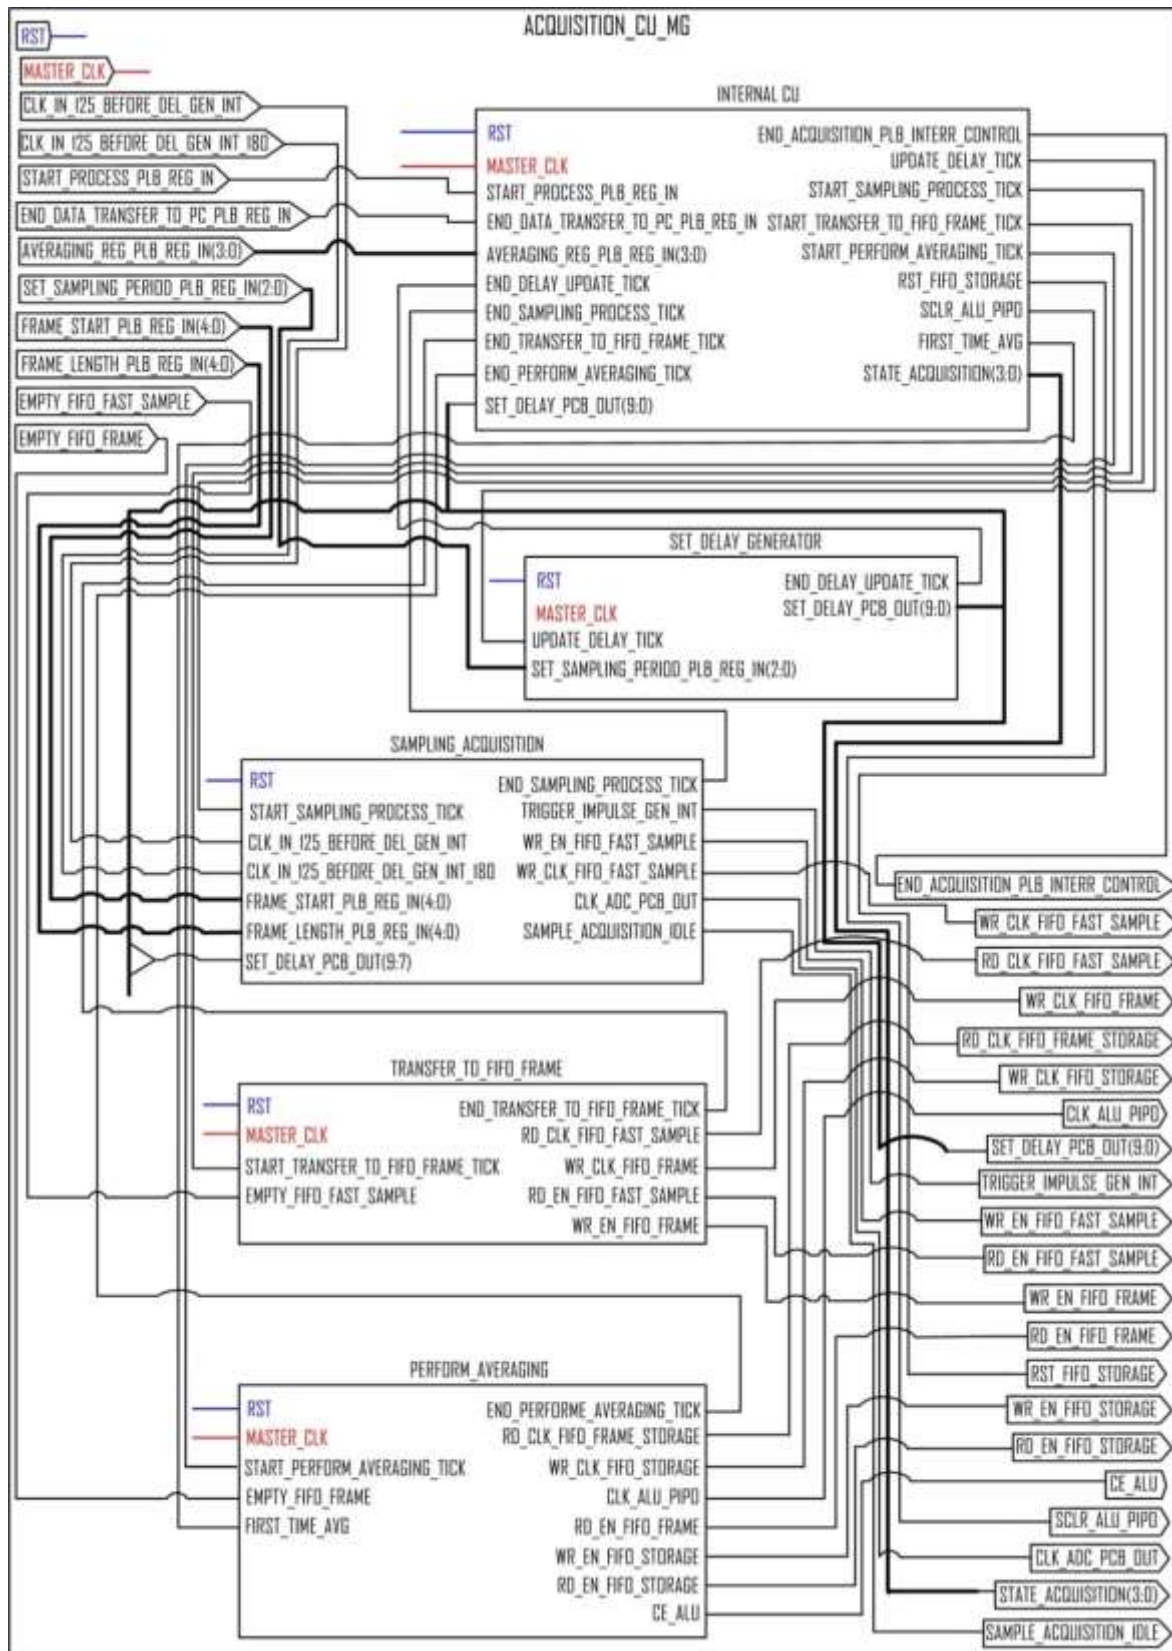 ACQUISITION_CU_MG
RST
MASTER_CLK
CLK_IN_125_BEFORE_DEL_GEN_INT
CLK_IN_125_BEFORE_DEL_GEN_INT_180
START_PROCESS_PLB_REG_IN
END_DATA_TRANSFER_TO_PC_PLB_REG_IN
AVERAGING_REG_PLB_REG_IN(3:0)
SET_SAMPLING_PERIOD_PLB_REG_IN(2:0)
FRAME_START_PLB_REG_IN(4:0)
FRAME_LENGTH_PLB_REG_IN(4:0)
EMPTY_FIFO_FAST_SAMPLE
EMPTY_FIFO_FRAME
INTERNAL CU
RST
MASTER_CLK
START_PROCESS_PLB_REG_IN
END_DATA_TRANSFER_TO_PC_PLB_REG_IN
AVERAGING_REG_PLB_REG_IN(3:0)
END_DELAY_UPDATE_TICK
END_SAMPLING_PROCESS_TICK
END_TRANSFER_TO_FIFO_FRAME_TICK
END_PERFORM_AVERAGING_TICK
SET_DELAY_PCB_OUT(9:0)
END_ACQUISITION_PLB_INTERR_CONTROL
UPDATE_DELAY_TICK
START_SAMPLING_PROCESS_TICK
START_TRANSFER_TO_FIFO_FRAME_TICK
START_PERFORM_AVERAGING_TICK
RST_FIFO_STORAGE
SCLR_ALU_PIPO
FIRST_TIME_AVG
STATE_ACQUISITION(3:0)
SET_DELAY_GENERATOR
RST
MASTER_CLK
UPDATE_DELAY_TICK
SET_SAMPLING_PERIOD_PLB_REG_IN(2:0)
END_DELAY_UPDATE_TICK
SET_DELAY_PCB_OUT(9:0)
SAMPLING_ACQUISITION
RST
START_SAMPLING_PROCESS_TICK
CLK_IN_125_BEFORE_DEL_GEN_INT
CLK_IN_125_BEFORE_DEL_GEN_INT_180
FRAME_START_PLB_REG_IN(4:0)
FRAME_LENGTH_PLB_REG_IN(4:0)
SET_DELAY_PCB_OUT(9:7)
END_SAMPLING_PROCESS_TICK
TRIGGER_IMPULSE_GEN_INT
WR_EN_FIFO_FAST_SAMPLE
WR_CLK_FIFO_FAST_SAMPLE
CLK_ADC_PCB_OUT
SAMPLE_ACQUISITION_IDLE
TRANSFER_TO_FIFO_FRAME
RST
MASTER_CLK
START_TRANSFER_TO_FIFO_FRAME_TICK
EMPTY_FIFO_FAST_SAMPLE
END_TRANSFER_TO_FIFO_FRAME_TICK
RD_CLK_FIFO_FAST_SAMPLE
WR_CLK_FIFO_FRAME
RD_EN_FIFO_FAST_SAMPLE
WR_EN_FIFO_FRAME
PERFORM_AVERAGING
RST
MASTER_CLK
START_PERFORM_AVERAGING_TICK
EMPTY_FIFO_FRAME
FIRST_TIME_AVG
END_PERFORME_AVERAGING_TICK
RD_CLK_FIFO_FRAME_STORAGE
WR_CLK_FIFO_STORAGE
CLK_ALU_PIPO
RD_EN_FIFO_FRAME
WR_EN_FIFO_STORAGE
RD_EN_FIFO_STORAGE
CE_ALU
END_ACQUISITION_PLB_INTERR_CONTROL
WR_CLK_FIFO_FAST_SAMPLE
RD_CLK_FIFO_FAST_SAMPLE
WR_CLK_FIFO_FRAME
RD_CLK_FIFO_FRAME_STORAGE
WR_CLK_FIFO_STORAGE
CLK_ALU_PIPO
SET_DELAY_PCB_OUT(9:0)
TRIGGER_IMPULSE_GEN_INT
WR_EN_FIFO_FAST_SAMPLE
RD_EN_FIFO_FAST_SAMPLE
WR_EN_FIFO_FRAME
RD_EN_FIFO_FRAME
RST_FIFO_STORAGE
WR_EN_FIFO_STORAGE
RD_EN_FIFO_STORAGE
CE_ALU
SCLR_ALU_PIPO
CLK_ADC_PCB_OUT
STATE_ACQUISITION(3:0)
SAMPLE_ACQUISITION_IDLE